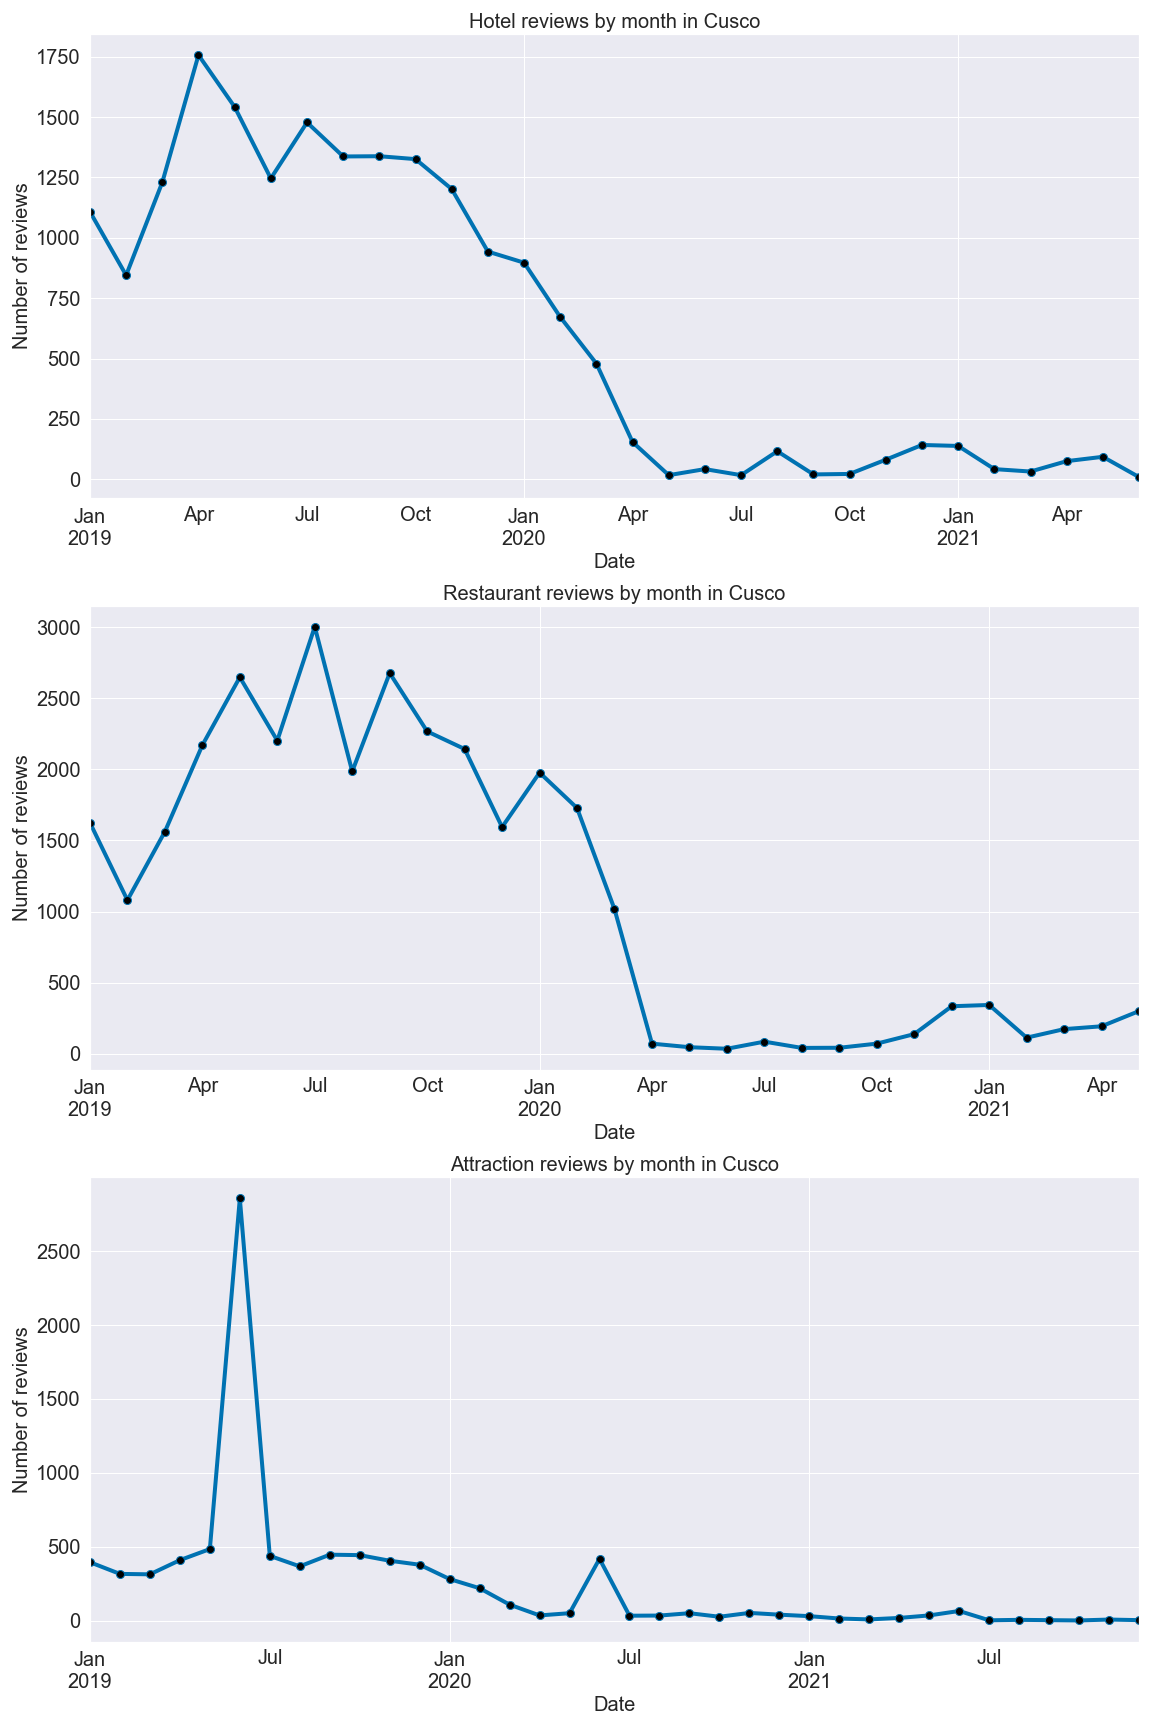 Hotel reviews by month in Cusco
1750
1500
1250
1000
750
500
250
0
Number of reviews
Jan Apr Jul Oct Jan Apr Jul Oct Jan Apr
2019 2020 2021
Date
Restaurant reviews by month in Cusco
3000
2500
2000
1500
1000
500
0
Number of reviews
Jan Apr Jul Oct Jan Apr Jul Oct Jan Apr
2019 2020 2021
Date
Attraction reviews by month in Cusco
2500
2000
1500
1000
500
0
Number of reviews
Jan Jul Jan Jul Jan Jul
2019 2020 2021
Date